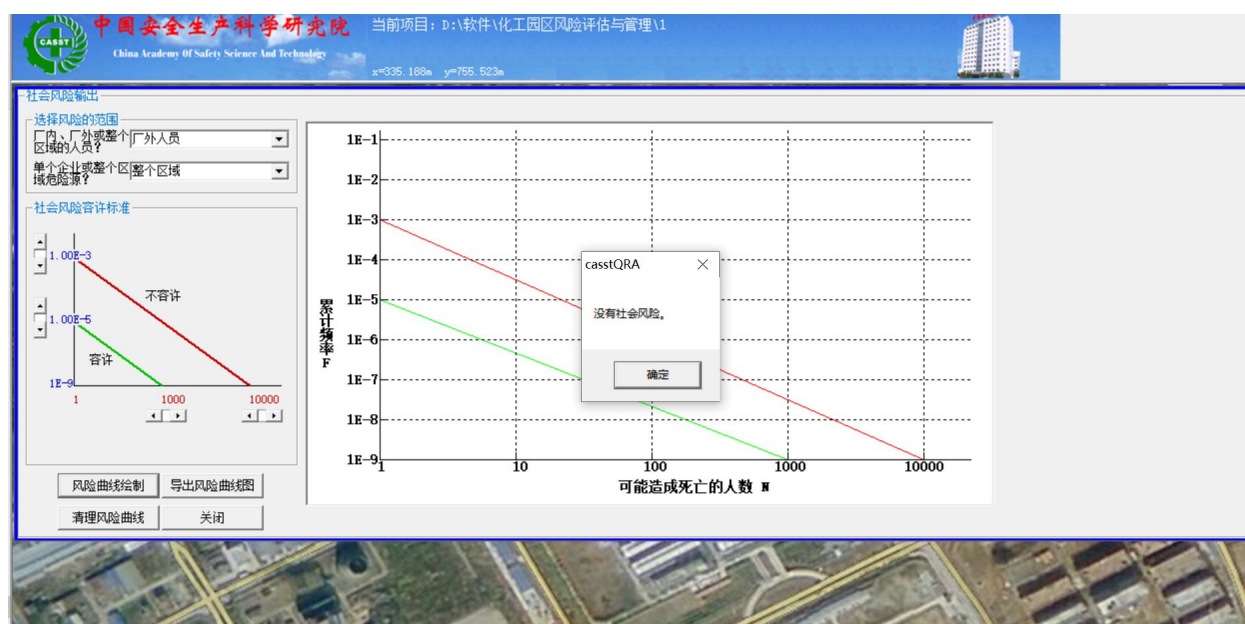 中国安全生产科学研究院
CASST
China Academy Of Safety Science And Technology
当前项目: D:\软件\化工园区风险评估与管理\1
x=335.188m y=755.523m
社会风险输出
选择风险的范围
厂内、厂外或整个区域的人员?
厂外人员
单个企业或整个区域危险源?
整个区域
社会风险容许标准
1.00E-3
不容许
1.00E-5
容许
1E-9
1
1000
10000
风险曲线绘制
导出风险曲线图
清理风险曲线
关闭
1E-1
1E-2
1E-3
1E-4
1E-5
1E-6
1E-7
1E-8
1E-9
累计频率 F
1
10
100
1000
10000
可能造成死亡的人数 N
casstQRA
没有社会风险。
确定